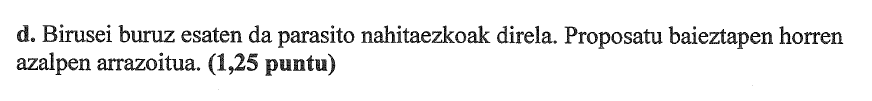 d. Birusei buruz esaten da parasito nahitaezkoak direla. Proposatu baieztapen horren
azalpen arrazoitua. (1,25 puntu)